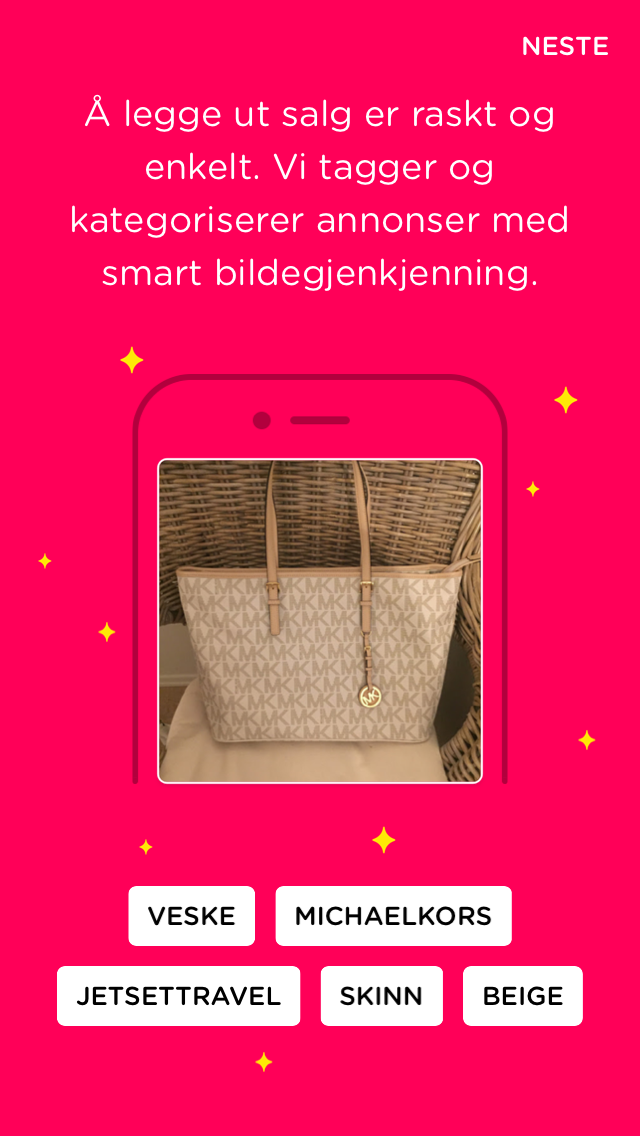 NESTE
Å legge ut salg er raskt og
enkelt. Vi tagger og
kategoriserer annonser med
smart bildegjenkjenning.
MK
VESKE
MICHAELKORS
JETSETTRAVEL
SKINN
BEIGE